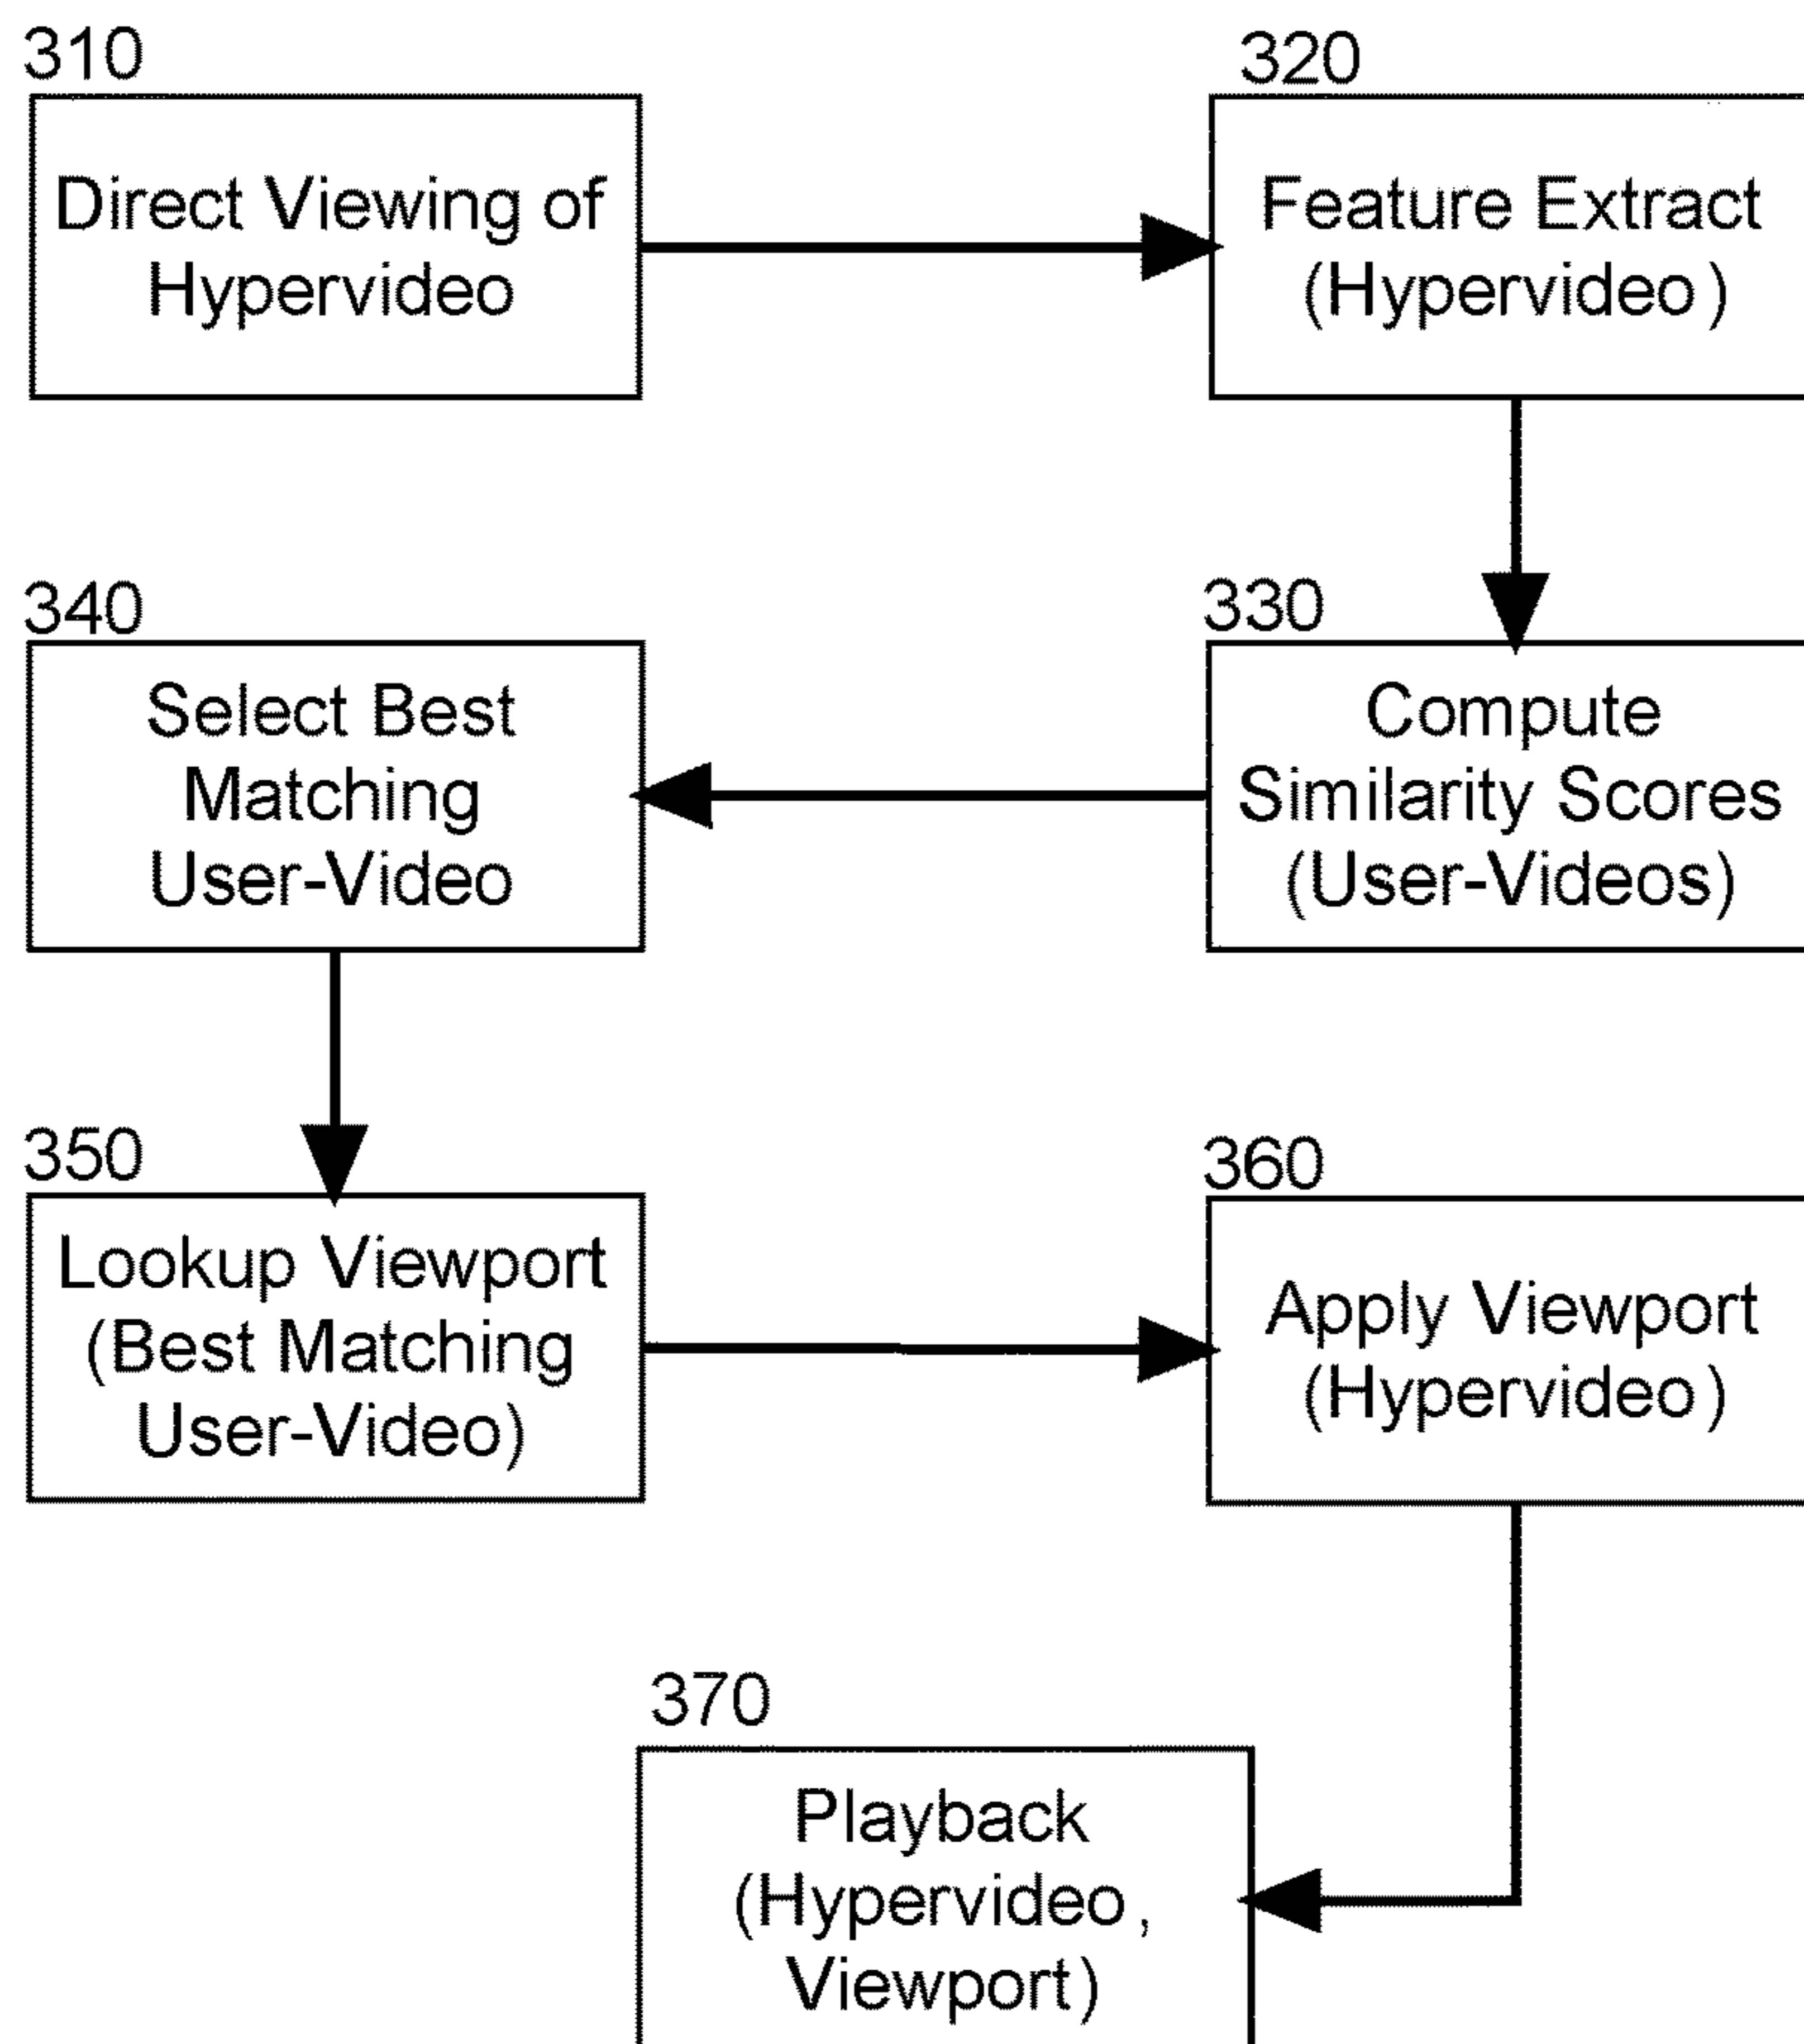 310
Direct Viewing of
Hypervideo
320
Feature Extract
(Hypervideo)
330
Compute
Similarity Scores
(User-Videos)
340
Select Best
Matching
User-Video
350
Lookup Viewport
(Best Matching
User-Video)
360
Apply Viewport
(Hypervideo)
370
Playback
(Hypervideo,
Viewport)